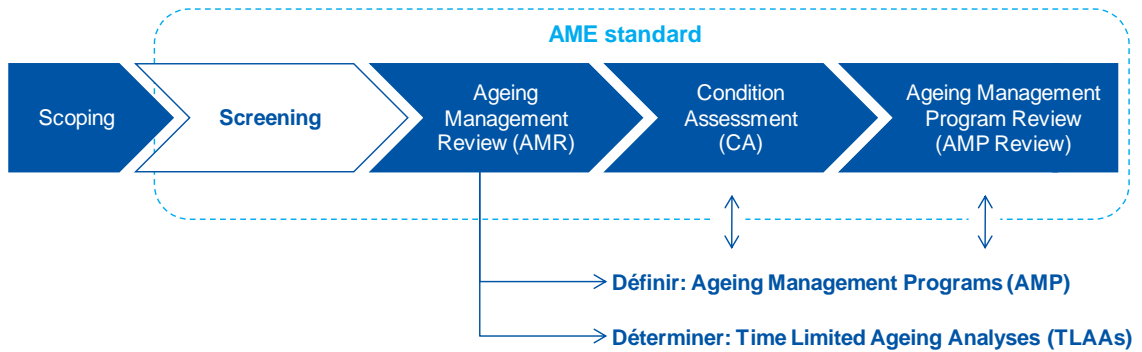 AME standard
Scoping
Screening
Ageing
Management
Review (AMR)
Condition
Assessment
(CA)
Ageing Management
Program Review
(AMP Review)
Définir: Ageing Management Programs (AMP)
Déterminer: Time Limited Ageing Analyses (TLAAs)